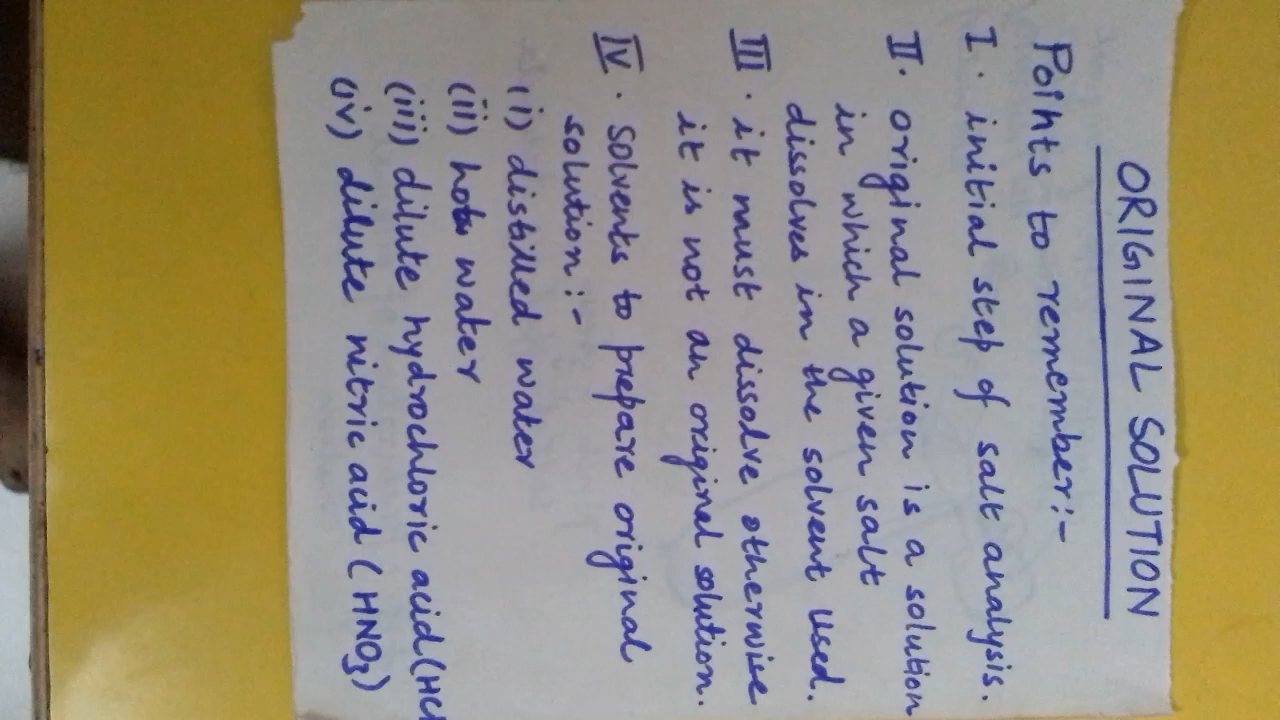 ORIGINAL SOLUTION
Points to remember:-
I. initial step of salt analysis.
II. original solution is a solution
in which a given salt
dissolves in the solvent used.
III. it must dissolve otherwise
it is not an original solution.
IV. solvents to prepare original
solution:-
(i) distilled water
(ii) hot water
(iii) dilute hydrochloric acid (HCl
(iv) dilute nitric acid (HNO3)